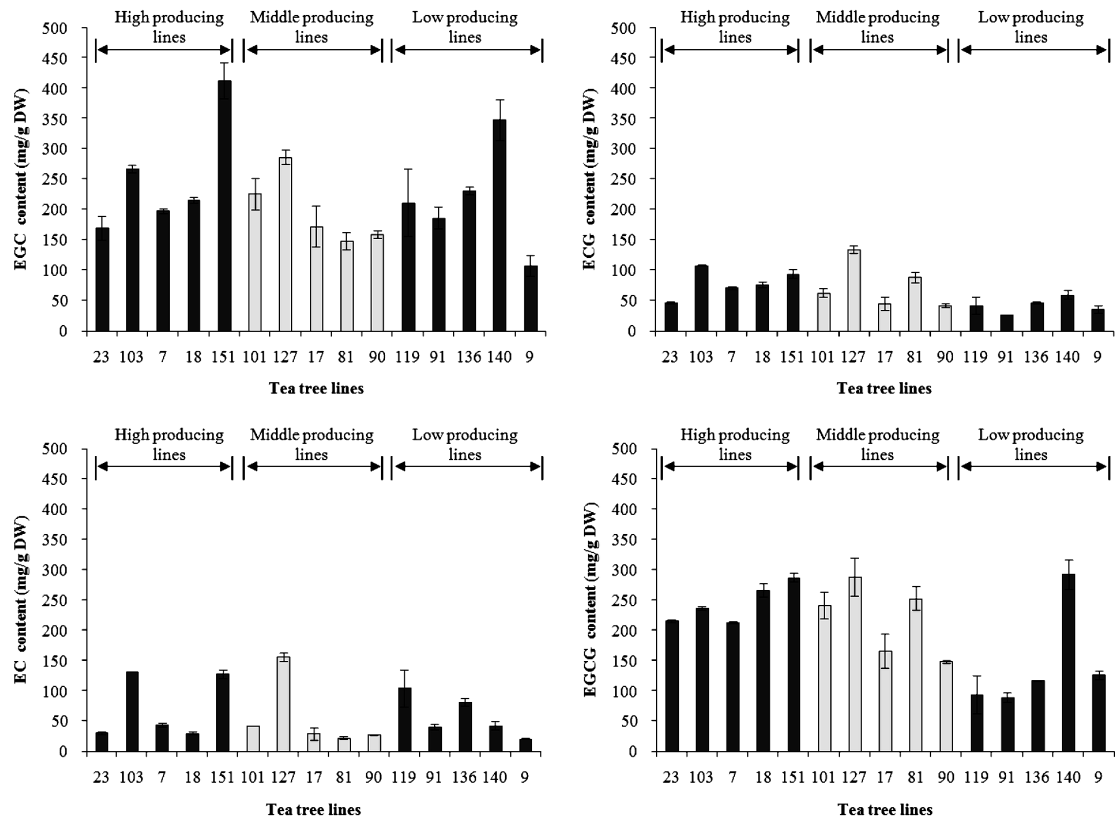 High producing lines
Middle producing lines
Low producing lines
500
450
400
350
300
250
200
150
100
50
0
EGC content (mg/g DW)
23 103 7 18 151 101 127 17 81 90 119 91 136 140 9
Tea tree lines
High producing lines
Middle producing lines
Low producing lines
500
450
400
350
300
250
200
150
100
50
0
ECG content (mg/g DW)
23 103 7 18 151 101 127 17 81 90 119 91 136 140 9
Tea tree lines
High producing lines
Middle producing lines
Low producing lines
500
450
400
350
300
250
200
150
100
50
0
EC content (mg/g DW)
23 103 7 18 151 101 127 17 81 90 119 91 136 140 9
Tea tree lines
High producing lines
Middle producing lines
Low producing lines
500
450
400
350
300
250
200
150
100
50
0
EGCG content (mg/g DW)
23 103 7 18 151 101 127 17 81 90 119 91 136 140 9
Tea tree lines